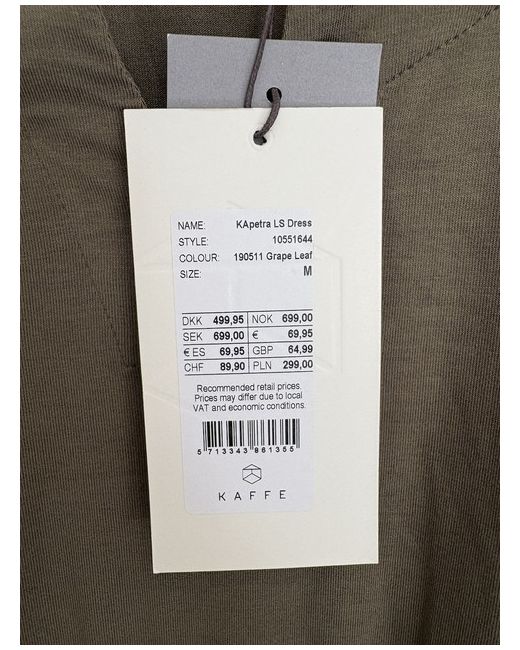 NAME: KApetra LS Dress
STYLE: 10551644
COLOUR: 190511 Grape Leaf
SIZE: M
DKK 499,95 NOK 699,00
SEK 699,00 € 69,95
€ ES 69,95 GBP 64,99
CHF 89,90 PLN 299,00
Recommended retail prices.
Prices may differ due to local
VAT and economic conditions.
5 713343 861355
KAFFE